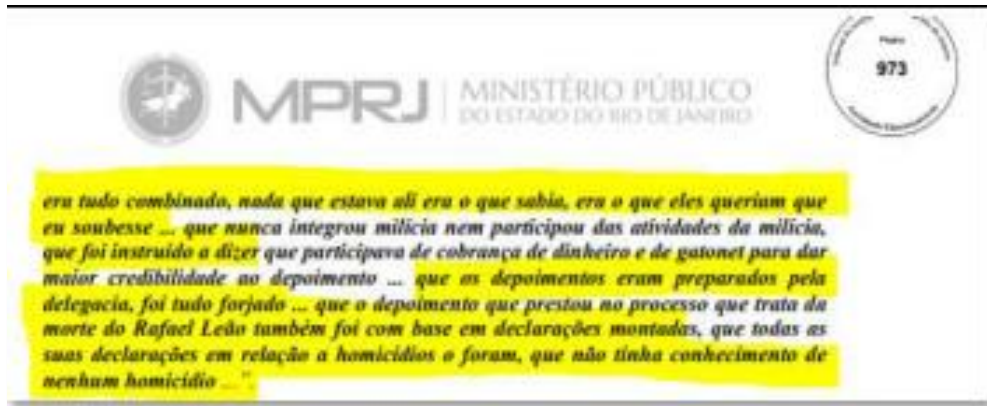 973
MPRJ
MINISTÉRIO PÚBLICO
DO ESTADO DO RIO DE JANEIRO
era tudo combinado, nada que estava ali era o que sabia, era o que eles queriam que
eu soubesse ... que nunca integrou milícia nem participou das atividades da milícia,
que foi instruído a dizer que participava de cobrança de dinheiro e de gatonet para dar
maior credibilidade ao depoimento ... que os depoimentos eram preparados pela
delegacia, foi tudo forjado ... que o depoimento que prestou no processo que trata da
morte do Rafael Leão também foi com base em declarações montadas, que todas as
suas declarações em relação a homicídios o foram, que não tinha conhecimento de
nenhum homicídio ...".